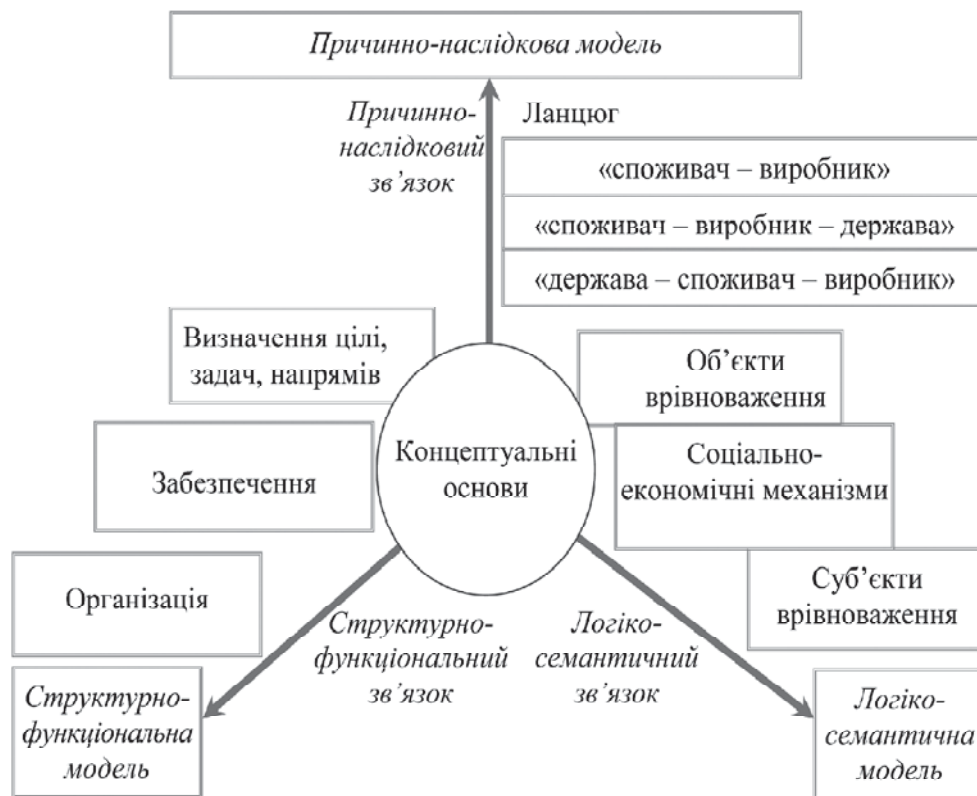 Причинно-наслідкова модель
Причинно-
наслідковий
зв’язок
Ланцюг
«споживач – виробник»
«споживач – виробник – держава»
«держава – споживач – виробник»
Визначення цілі,
задач, напрямів
Забезпечення
Організація
Концептуальні
основи
Об’єкти
врівноваження
Соціально-
економічні механізми
Суб’єкти
врівноваження
Структурно-
функціональний
зв’язок
Логіко-
семантичний
зв’язок
Структурно-
функціональна
модель
Логіко-
семантична
модель